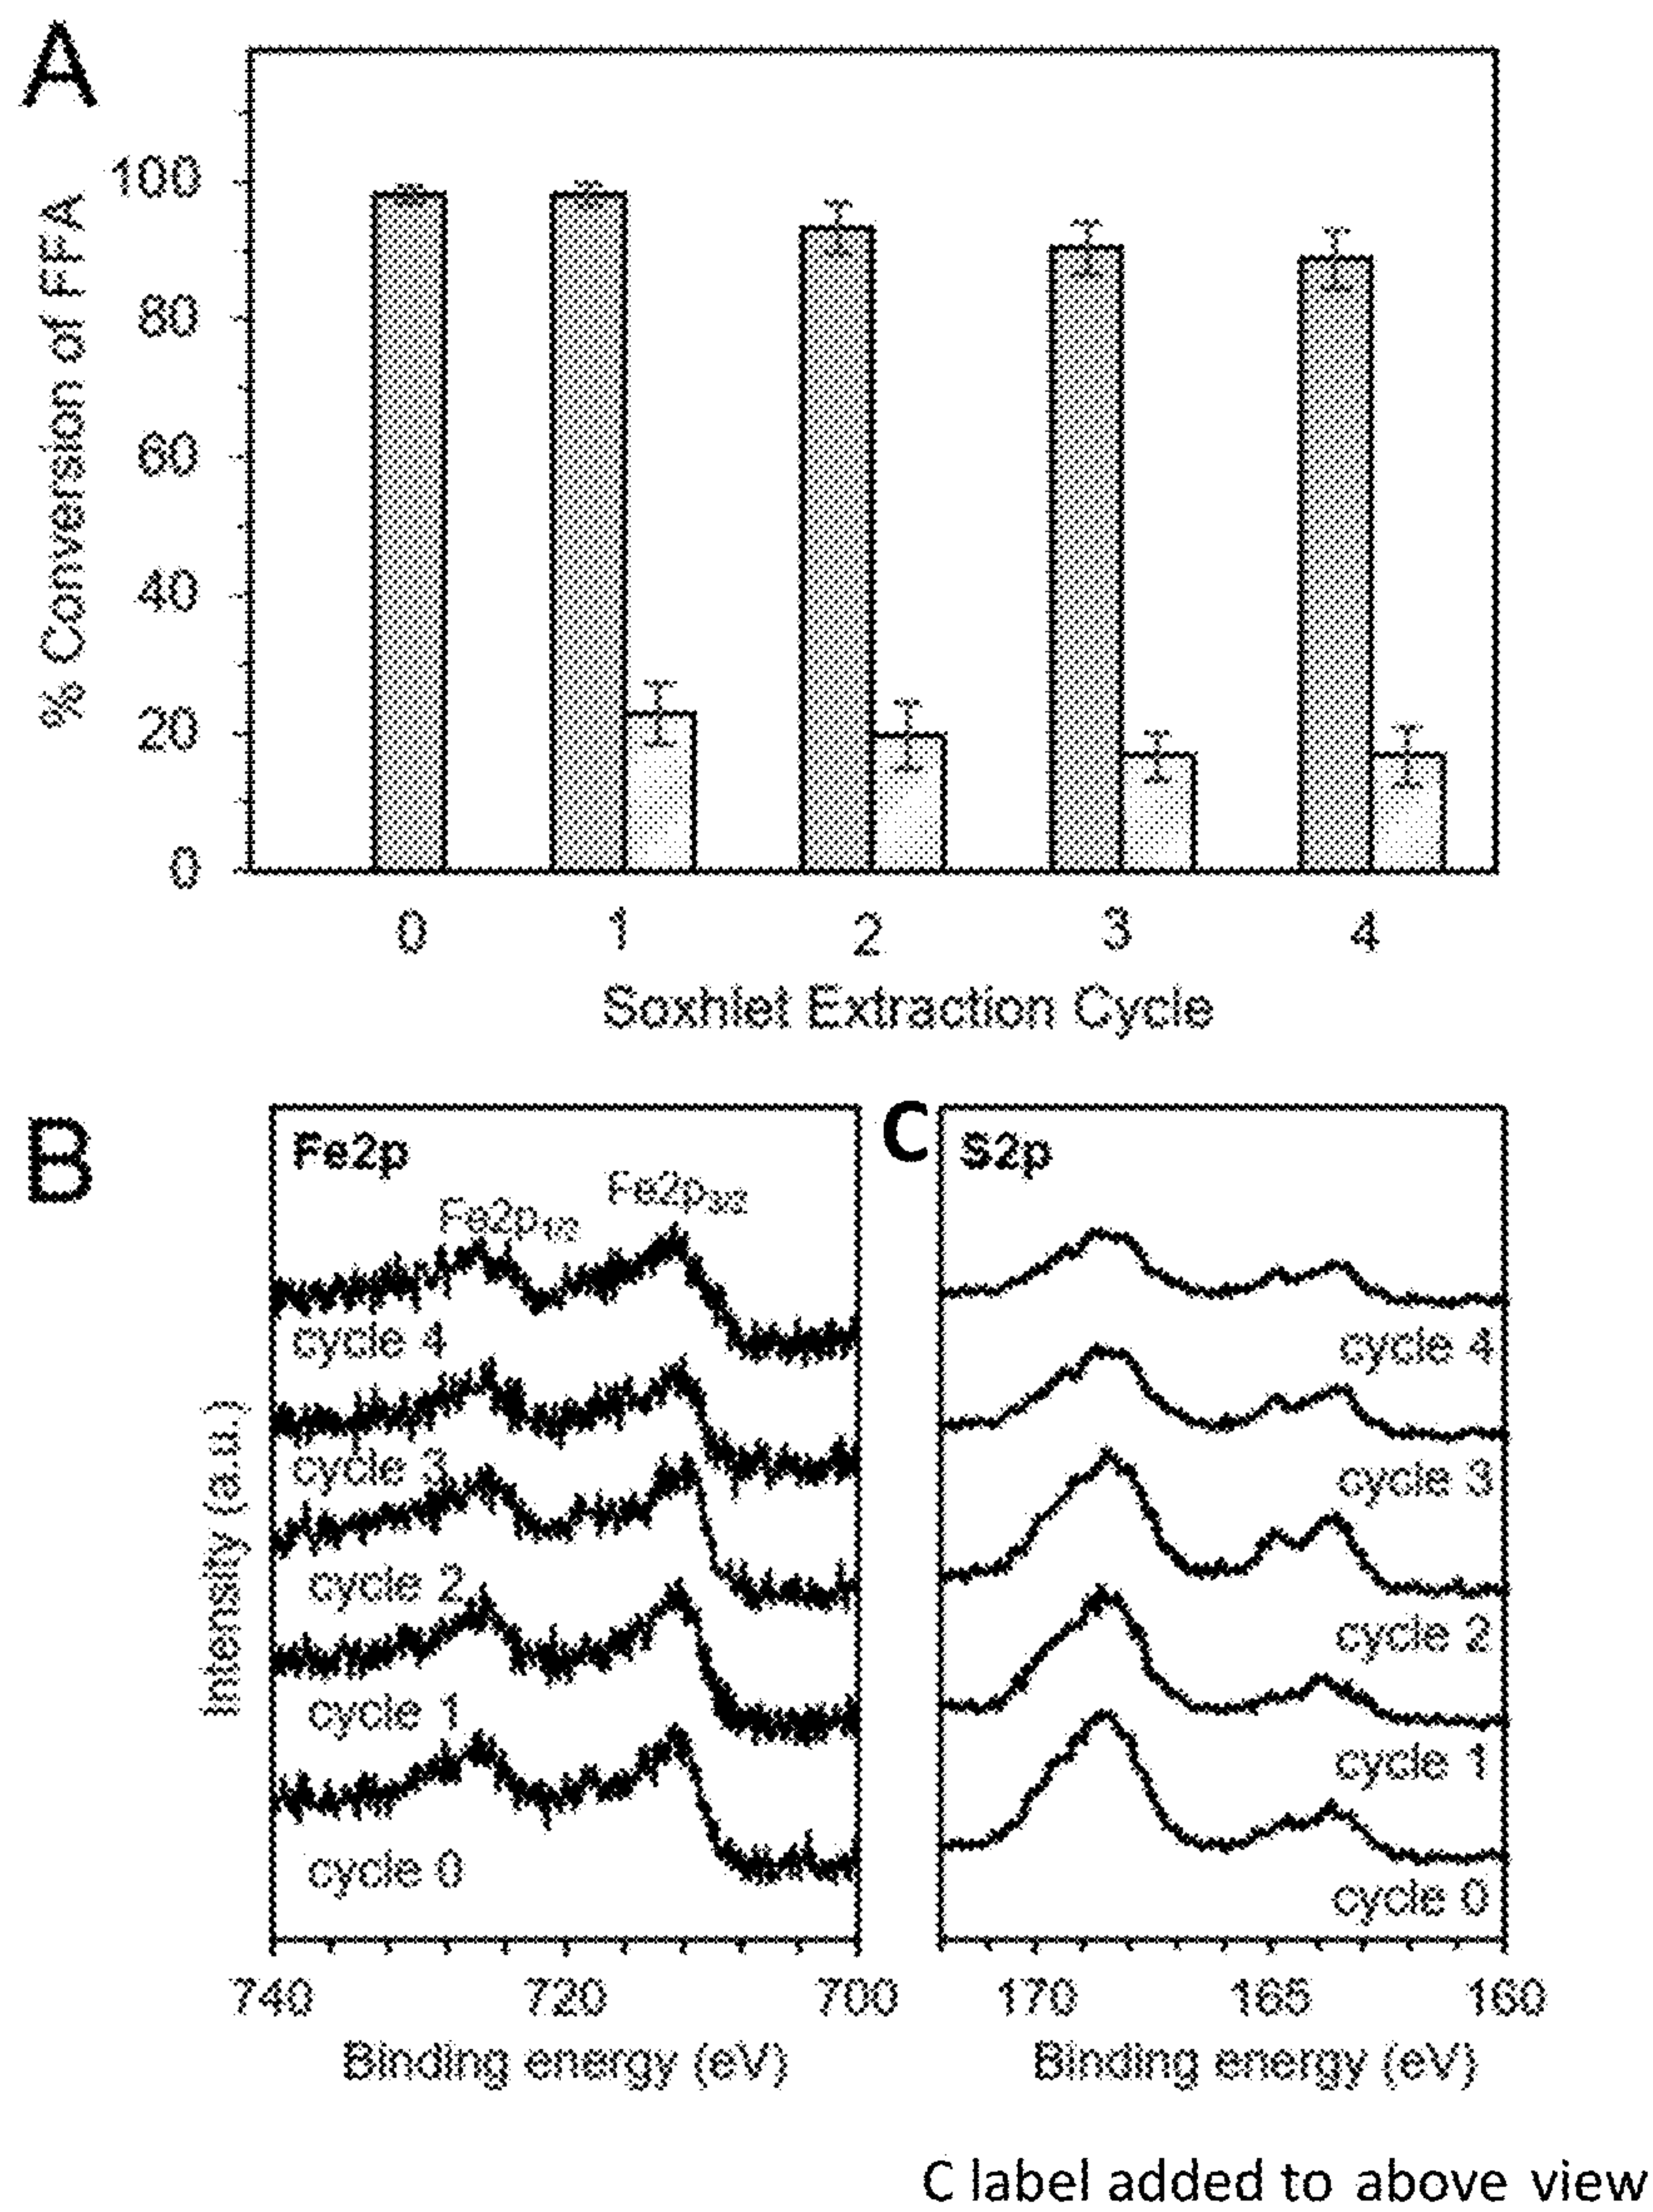 A
100
80
60
40
20
0
% Conversion of FFA
0 1 2 3 4
Soxhlet Extraction Cycle
B
Fe2p
Fe2p1/2
Fe2p3/2
cycle 4
cycle 3
cycle 2
cycle 1
cycle 0
Intensity (a.u.)
740 720 700
Binding energy (eV)
C
S2p
cycle 4
cycle 3
cycle 2
cycle 1
cycle 0
170 165 160
Binding energy (eV)
C label added to above view